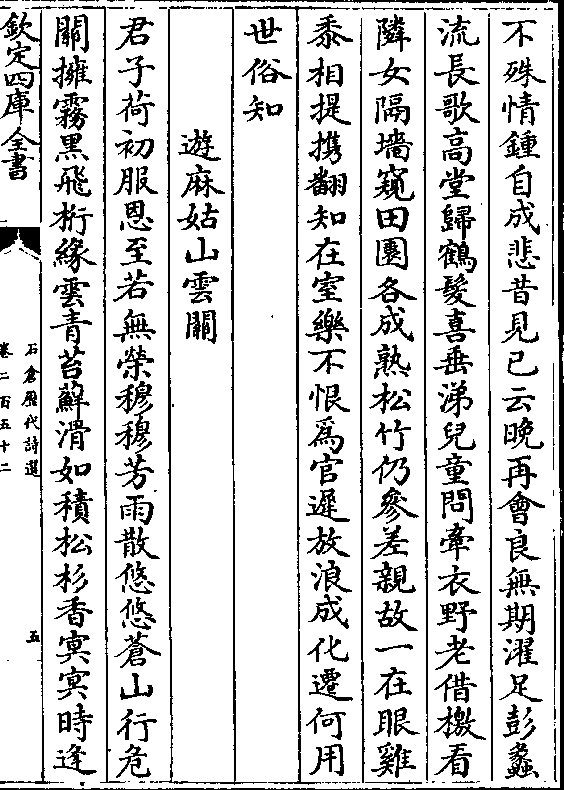 不殊情鍾自成悲昔見已云晚再會良無期濯足彭蠡
流長歌高堂歸鶴髮喜垂涕兒童問牽衣野老借檄看
隣女隔墻窺田園各成熟松竹仍參差親故一在眼雞
黍相提携翻知在室樂不恨爲官遲放浪成化遷何用
世俗知
遊麻姑山雲關
君子荷初服恩至若無榮穆穆芳雨散悠悠蒼山行危
關擁霧黒飛桁緣雲青苔蘚滑如積松杉香㝠㝠時逢
欽定四庫全書
石倉歷代詩選
卷二百五十二
五